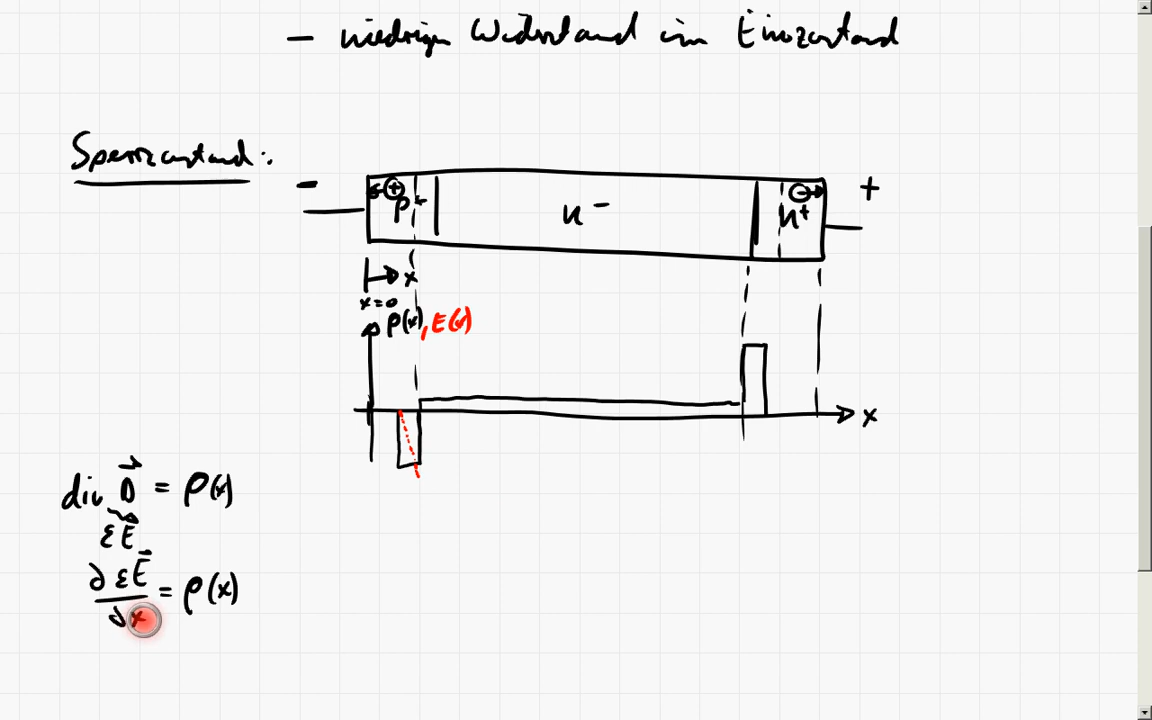 – niedrigen Widerstand im Einzustand
Sperrzustand:
– p+ n– n+ +
x
x=0
ρ(x), E(x)
x
div D⃗ = ρ(x)
εE
∂ εE⃗ / ∂x = ρ(x)